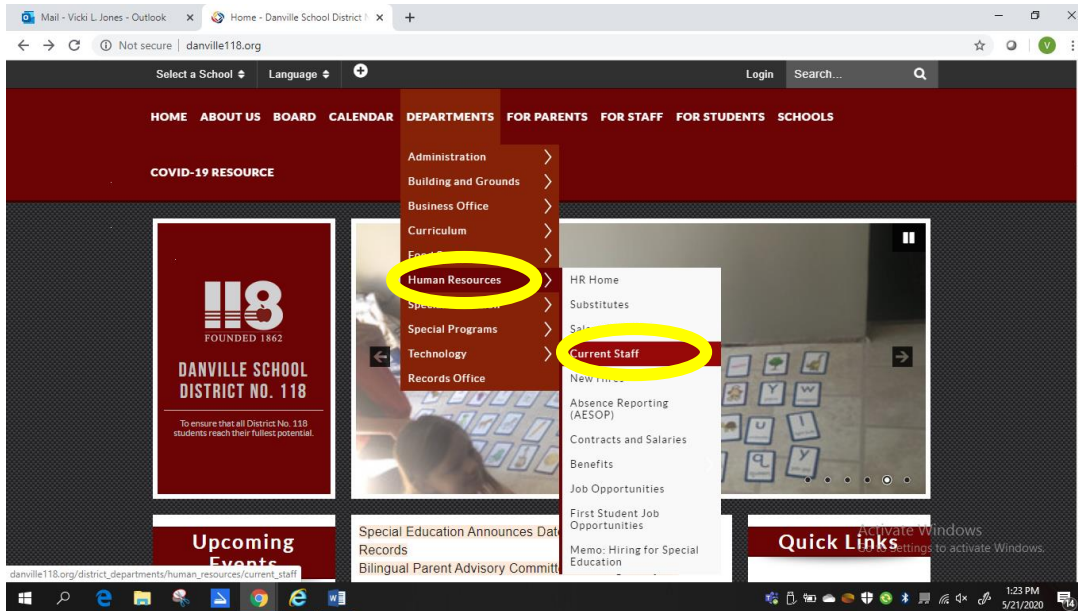 Mail - Vicki L. Jones - Outlook
Home - Danville School District
Not secure | danville118.org
V
Select a School
Language
Login
Search...
HOME ABOUT US BOARD CALENDAR DEPARTMENTS FOR PARENTS FOR STAFF FOR STUDENTS SCHOOLS
COVID-19 RESOURCE
Administration
Building and Grounds
Business Office
Curriculum
Human Resources
Special Programs
Technology
Records Office
HR Home
Substitutes
Current Staff
New Hires
Absence Reporting
(AESOP)
Contracts and Salaries
Benefits
Job Opportunities
First Student Job
Opportunities
Memo: Hiring for Special
Education
118
FOUNDED 1862
DANVILLE SCHOOL
DISTRICT NO. 118
To ensure that all District No. 118
students reach their fullest potential.
Upcoming
Events
Special Education Announces
Records
Bilingual Parent Advisory
Quick Links
Activate Windows
Go to Settings to activate Windows.
danville118.org/district_departments/human_resources/current_staff
1:23 PM
5/21/2020
14